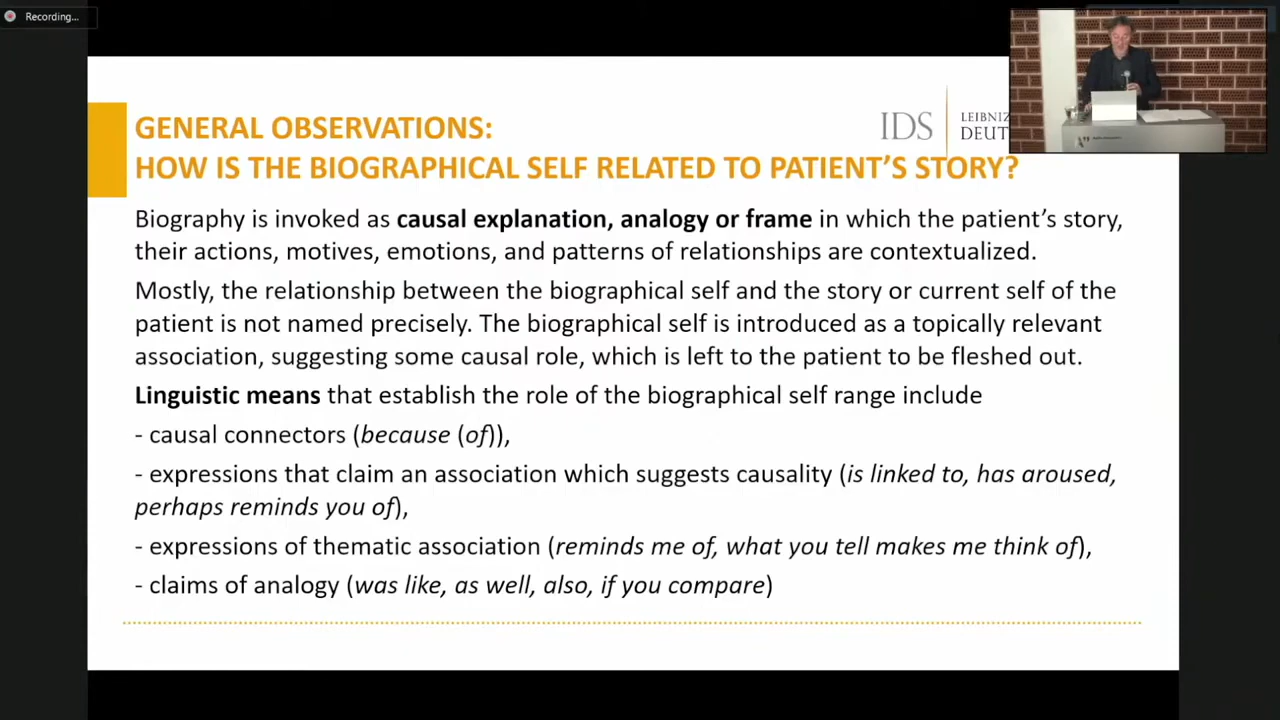 Recording...
GENERAL OBSERVATIONS:
HOW IS THE BIOGRAPHICAL SELF RELATED TO PATIENT'S STORY?
IDS
LEIBNIZ
DEUT
Biography is invoked as causal explanation, analogy or frame in which the patient's story,
their actions, motives, emotions, and patterns of relationships are contextualized.
Mostly, the relationship between the biographical self and the story or current self of the
patient is not named precisely. The biographical self is introduced as a topically relevant
association, suggesting some causal role, which is left to the patient to be fleshed out.
Linguistic means that establish the role of the biographical self range include
- causal connectors (because (of)),
- expressions that claim an association which suggests causality (is linked to, has aroused,
perhaps reminds you of),
- expressions of thematic association (reminds me of, what you tell makes me think of),
- claims of analogy (was like, as well, also, if you compare)